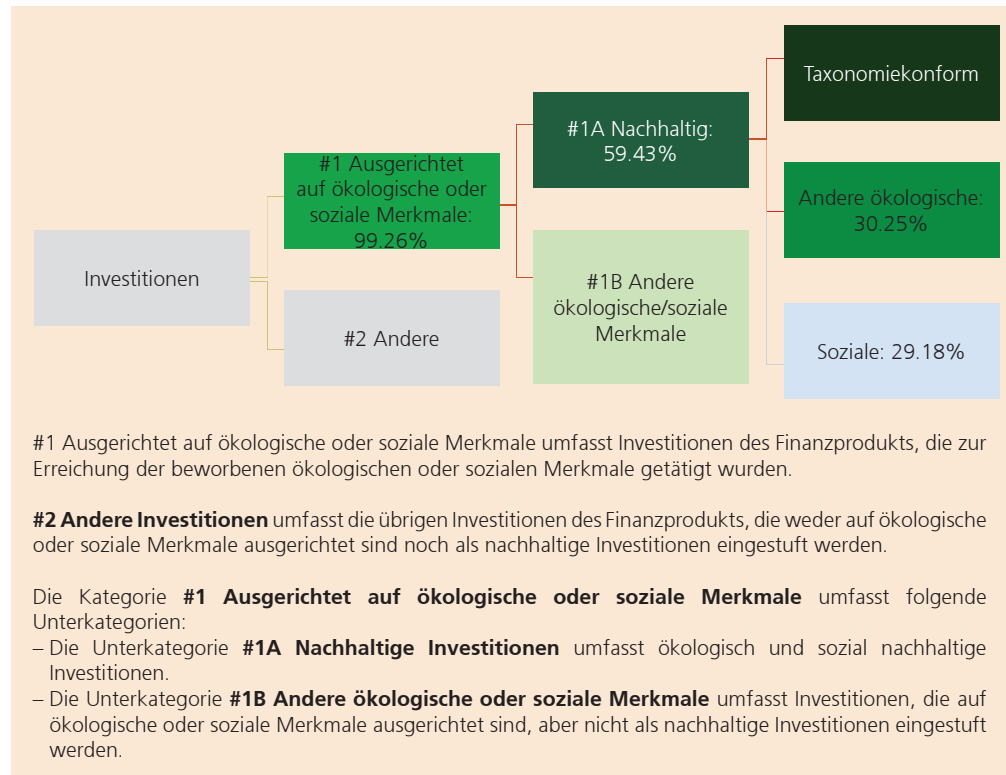 Investitionen
#1 Ausgerichtet
auf ökologische oder
soziale Merkmale:
99.26%
#2 Andere
#1A Nachhaltig:
59.43%
#1B Andere
ökologische/soziale
Merkmale
Taxonomiekonform
Andere ökologische:
30.25%
Soziale: 29.18%
#1 Ausgerichtet auf ökologische oder soziale Merkmale umfasst Investitionen des Finanzprodukts, die zur
Erreichung der beworbenen ökologischen oder sozialen Merkmale getätigt wurden.
#2 Andere Investitionen umfasst die übrigen Investitionen des Finanzprodukts, die weder auf ökologische
oder soziale Merkmale ausgerichtet sind noch als nachhaltige Investitionen eingestuft werden.
Die Kategorie #1 Ausgerichtet auf ökologische oder soziale Merkmale umfasst folgende
Unterkategorien:
– Die Unterkategorie #1A Nachhaltige Investitionen umfasst ökologisch und sozial nachhaltige
Investitionen.
– Die Unterkategorie #1B Andere ökologische oder soziale Merkmale umfasst Investitionen, die auf
ökologische oder soziale Merkmale ausgerichtet sind, aber nicht als nachhaltige Investitionen eingestuft
werden.